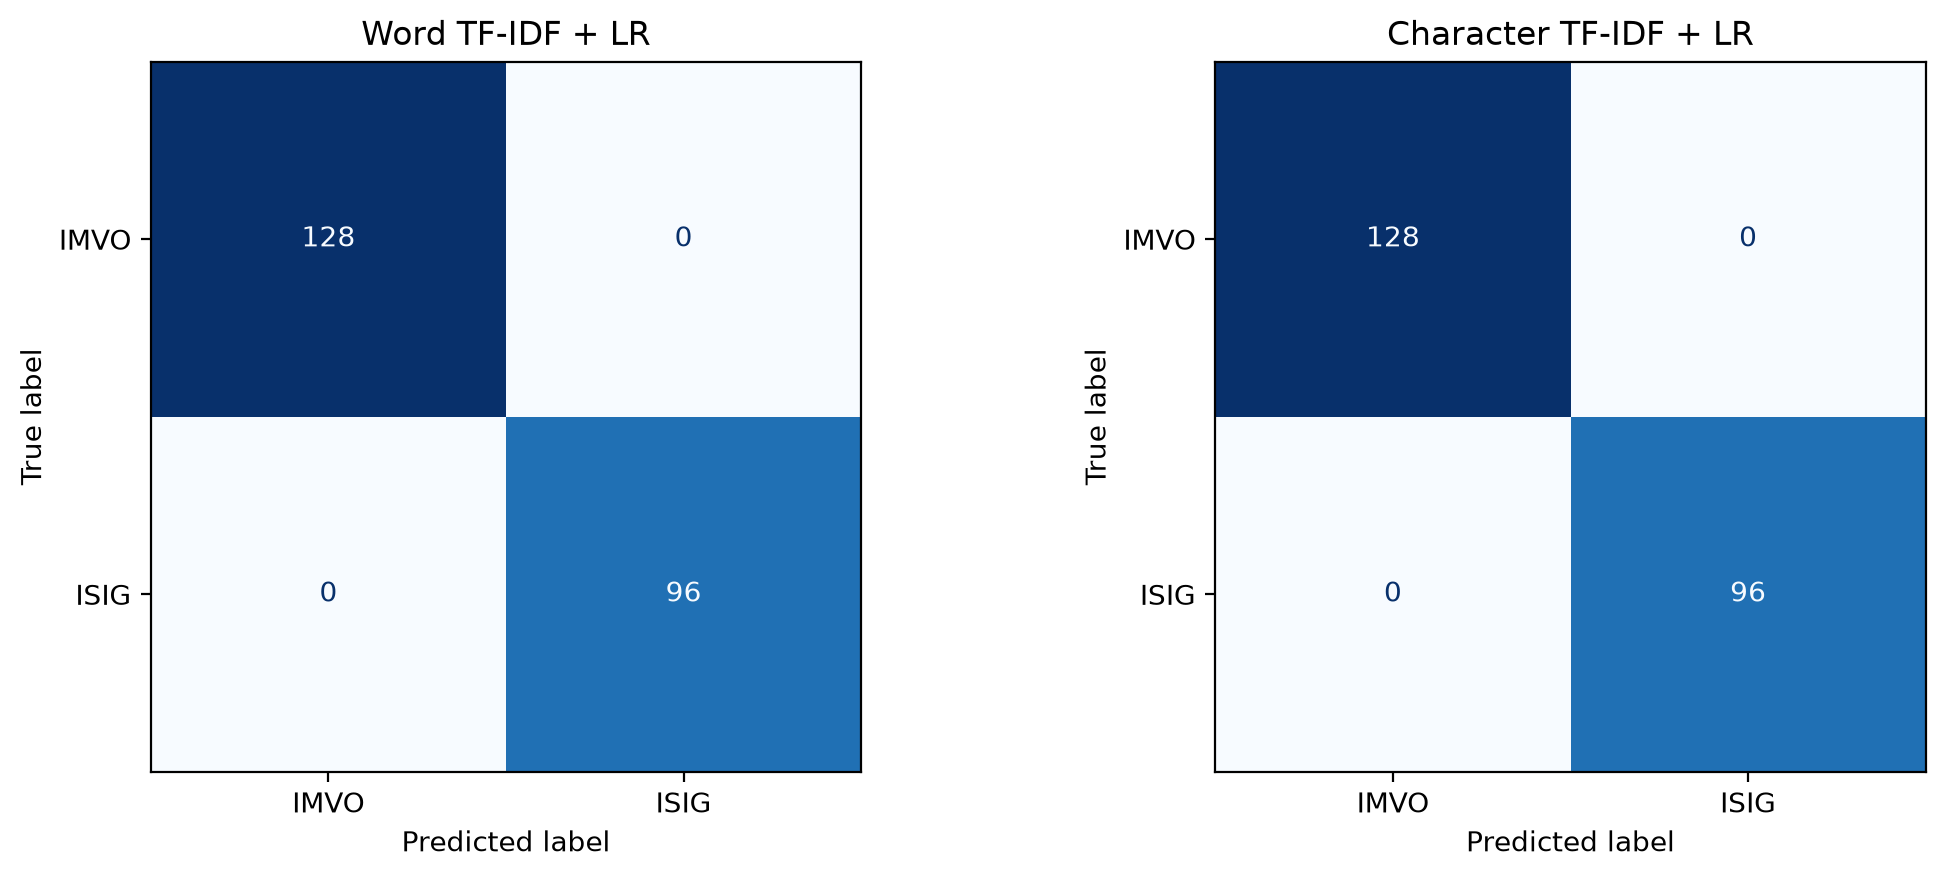 Word TF-IDF + LR
True label
IMVO
128
0
ISIG
0
96
IMVO
ISIG
Predicted label
Character TF-IDF + LR
True label
IMVO
128
0
ISIG
0
96
IMVO
ISIG
Predicted label